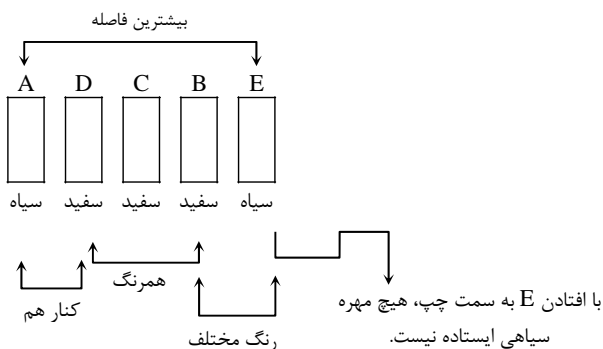 بیشترین فاصله
A D C B E
سیاه سفید سفید سفید سیاه
همرنگ
کنار هم
رنگ مختلف
با افتادن E به سمت چپ، هیچ مهره
سیاهی ایستاده نیست.